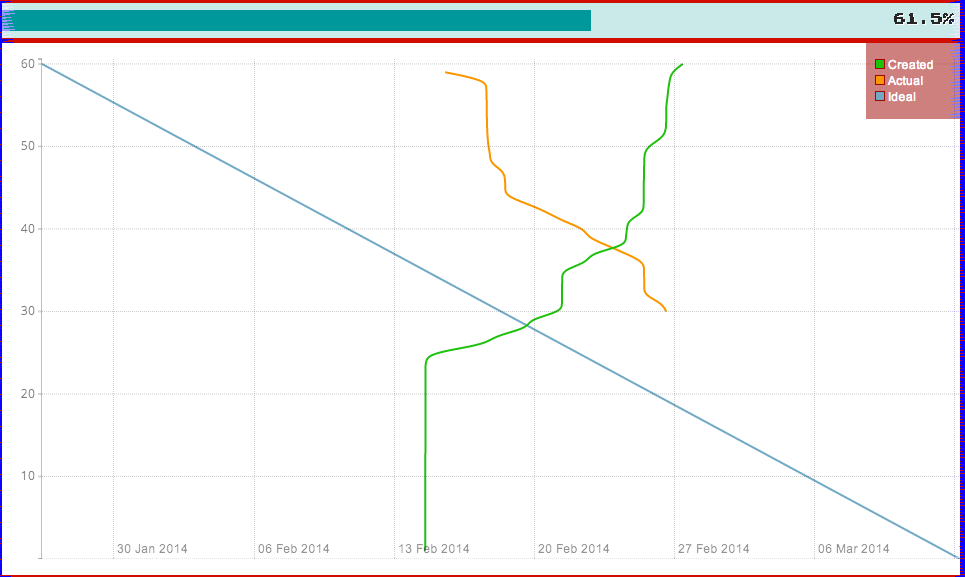 61.5%
Created
Actual
Ideal
60
50
40
30
20
10
30 Jan 2014
06 Feb 2014
13 Feb 2014
20 Feb 2014
27 Feb 2014
06 Mar 2014